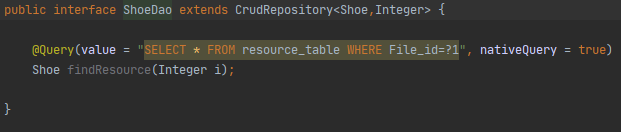 public interface ShoeDao extends CrudRepository<Shoe,Integer> {
@Query(value = "SELECT * FROM resource_table WHERE File_id=?1", nativeQuery = true)
Shoe findResource(Integer i);
}